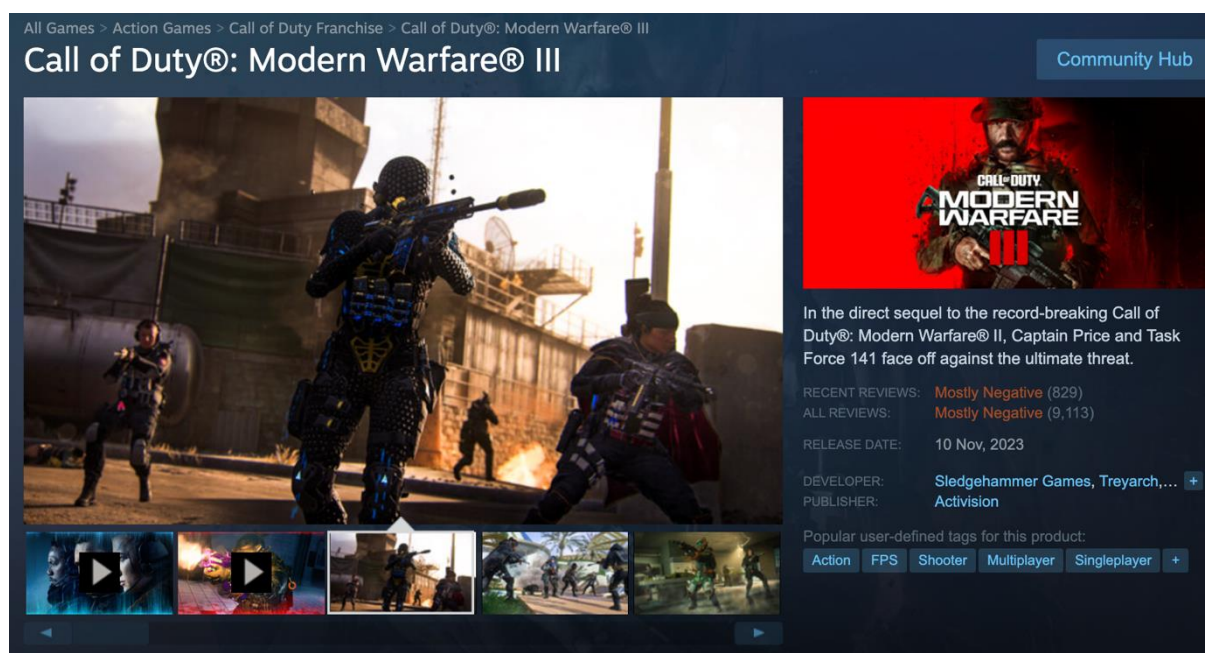 All Games > Action Games > Call of Duty Franchise > Call of Duty®: Modern Warfare® III
Call of Duty®: Modern Warfare® III
Community Hub
CALL OF DUTY.
MODERN
WARFARE
III
In the direct sequel to the record-breaking Call of
Duty®: Modern Warfare® II, Captain Price and Task
Force 141 face off against the ultimate threat.
RECENT REVIEWS: Mostly Negative (829)
ALL REVIEWS: Mostly Negative (9,113)
RELEASE DATE: 10 Nov, 2023
DEVELOPER: Sledgehammer Games, Treyarch,... +
PUBLISHER: Activision
Popular user-defined tags for this product:
Action FPS Shooter Multiplayer Singleplayer +